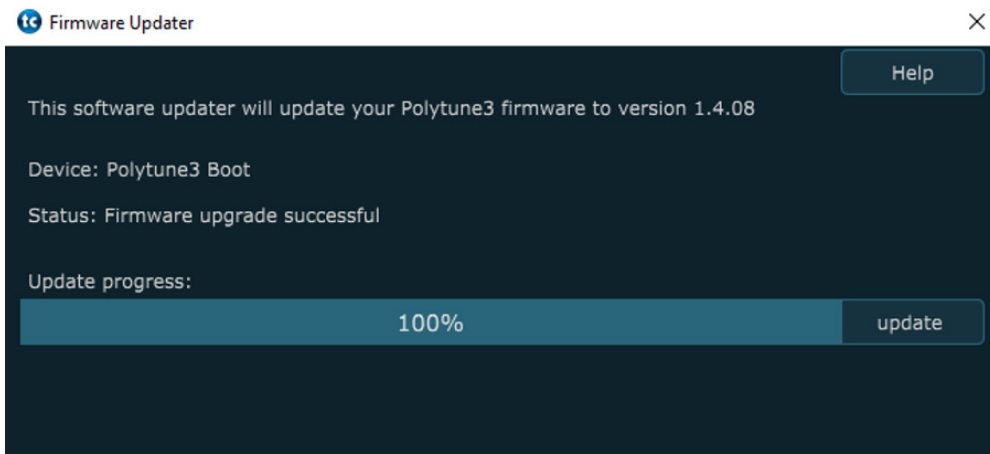 tc Firmware Updater
Help
This software updater will update your Polytune3 firmware to version 1.4.08
Device: Polytune3 Boot
Status: Firmware upgrade successful
Update progress:
100% update